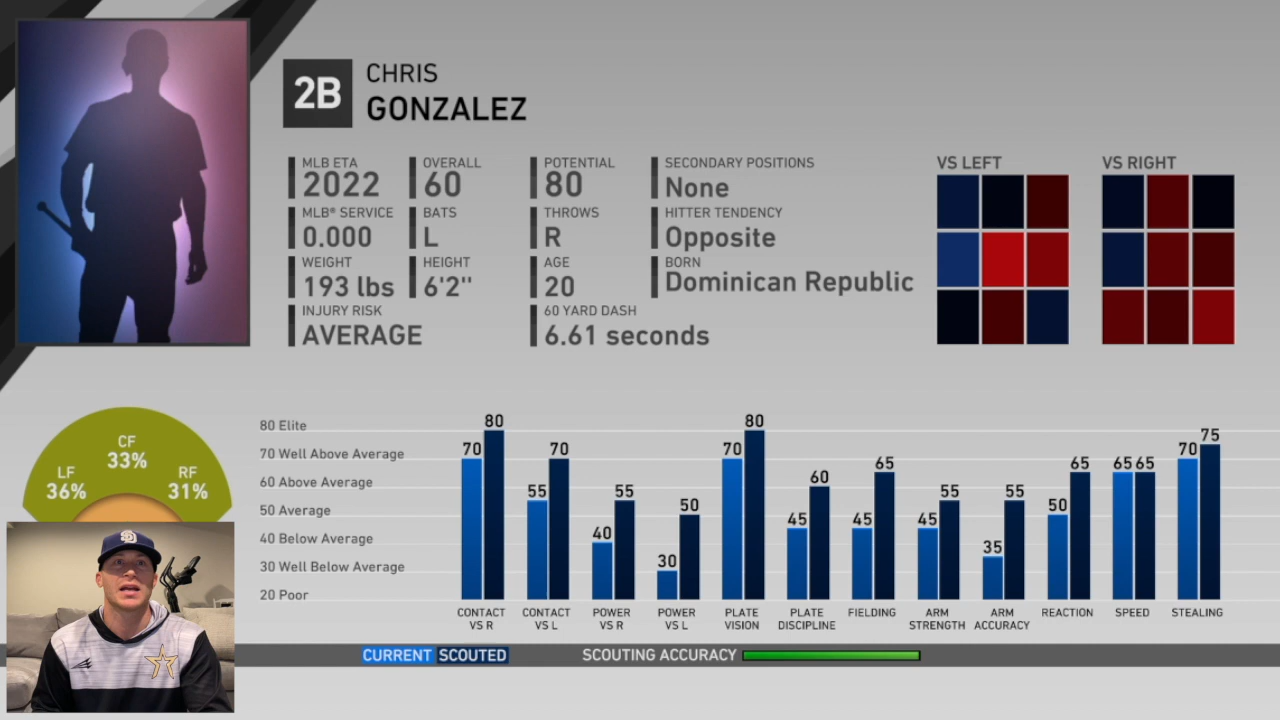 2B
CHRIS
GONZALEZ
MLB ETA
2022
OVERALL
60
POTENTIAL
80
SECONDARY POSITIONS
None
MLB® SERVICE
0.000
BATS
L
THROWS
R
HITTER TENDENCY
Opposite
WEIGHT
193 lbs
HEIGHT
6'2"
AGE
20
BORN
Dominican Republic
INJURY RISK
AVERAGE
60 YARD DASH
6.61 seconds
VS LEFT
VS RIGHT
CF
33%
LF
36%
RF
31%
80 Elite
70 Well Above Average
60 Above Average
50 Average
40 Below Average
30 Well Below Average
20 Poor
70 80
55 70
40 55
30 50
70 80
45 60
45 65
45 55
35 55
50 65
65 65
70 75
CONTACT
VS R
CONTACT
VS L
POWER
VS R
POWER
VS L
PLATE
VISION
PLATE
DISCIPLINE
FIELDING
ARM
STRENGTH
ARM
ACCURACY
REACTION
SPEED
STEALING
CURRENT SCOUTED
SCOUTING ACCURACY
SD